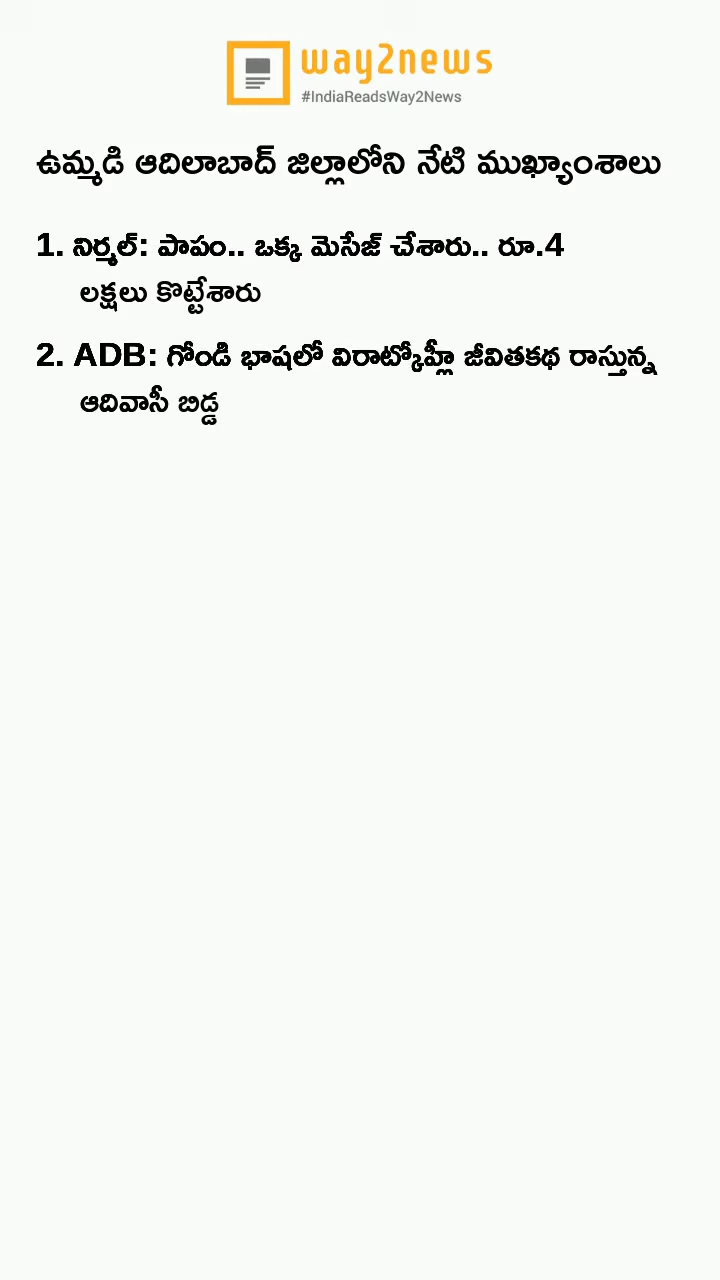 way2news
#IndiaReadsWay2News
ఉమ్మడి ఆదిలాబాద్ జిల్లాలోని నేటి ముఖ్యాంశాలు
1. నిర్మల్: పాపం.. ఒక్క మెసేజ్ చేశారు.. రూ.4
లక్షలు కొట్టేశారు
2. ADB: గోండి భాషలో విరాట్కోహ్లీ జీవితకథ రాస్తున్న
ఆదివాసీ బిడ్డ